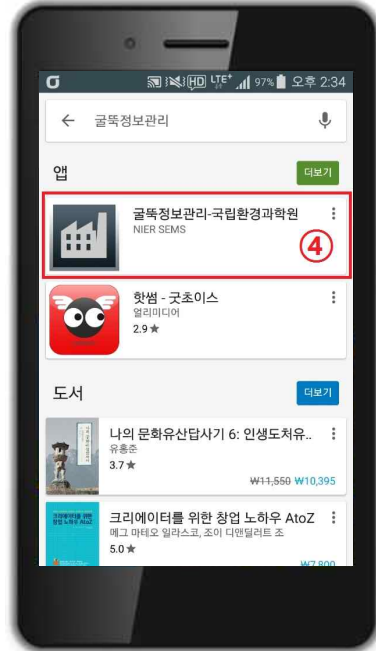 HD LTE+ 97% 오후 2:34
굴뚝정보관리
앱 더보기
굴뚝정보관리-국립환경과학원
NIER SEMS
④
핫썸 - 굿초이스
열리미디어
2.9★
도서 더보기
나의 문화유산답사기 6: 인생도처유..
유홍준
3.7★
₩11,550 ₩10,395
크리에이터를 위한 창업 노하우 AtoZ
메그 마테오 일라스코, 조이 디앤딜러트 조
5.0★
₩7,800